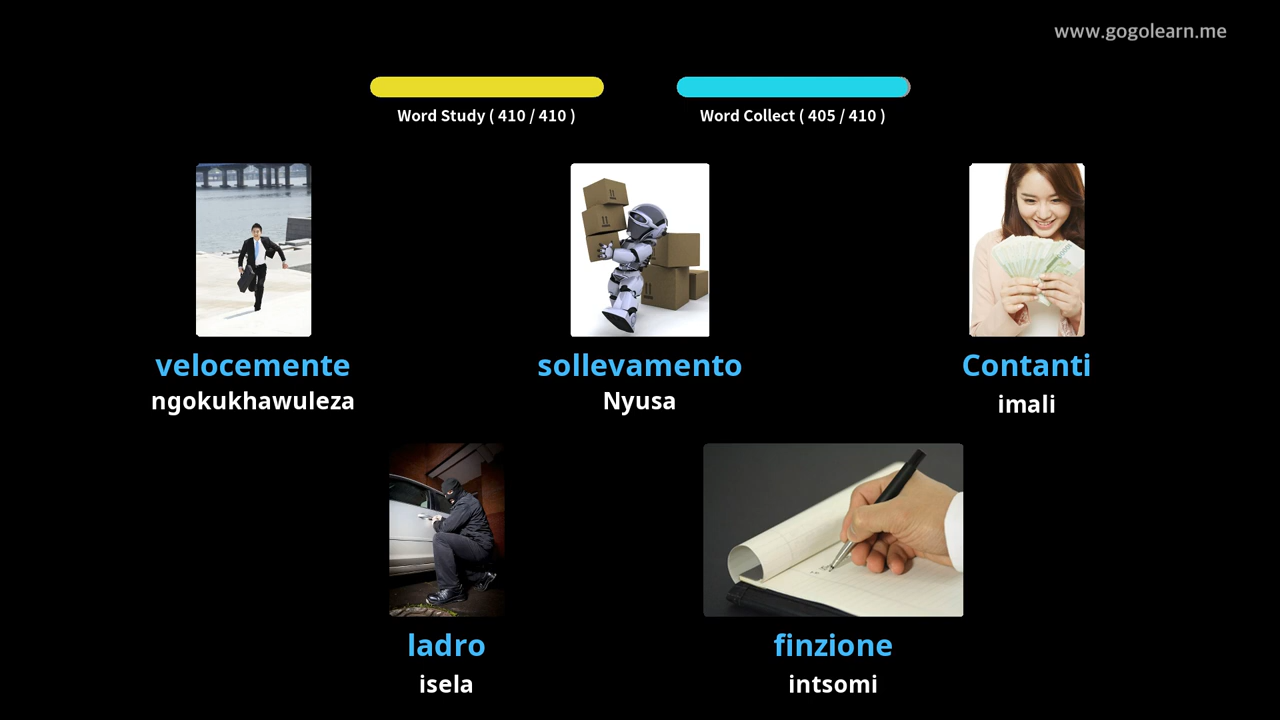 www.gogolearn.me
Word Study ( 410 / 410 )
Word Collect ( 405 / 410 )
velocemente
ngokukhawuleza
sollevamento
Nyusa
Contanti
imali
ladro
isela
finzione
intsomi